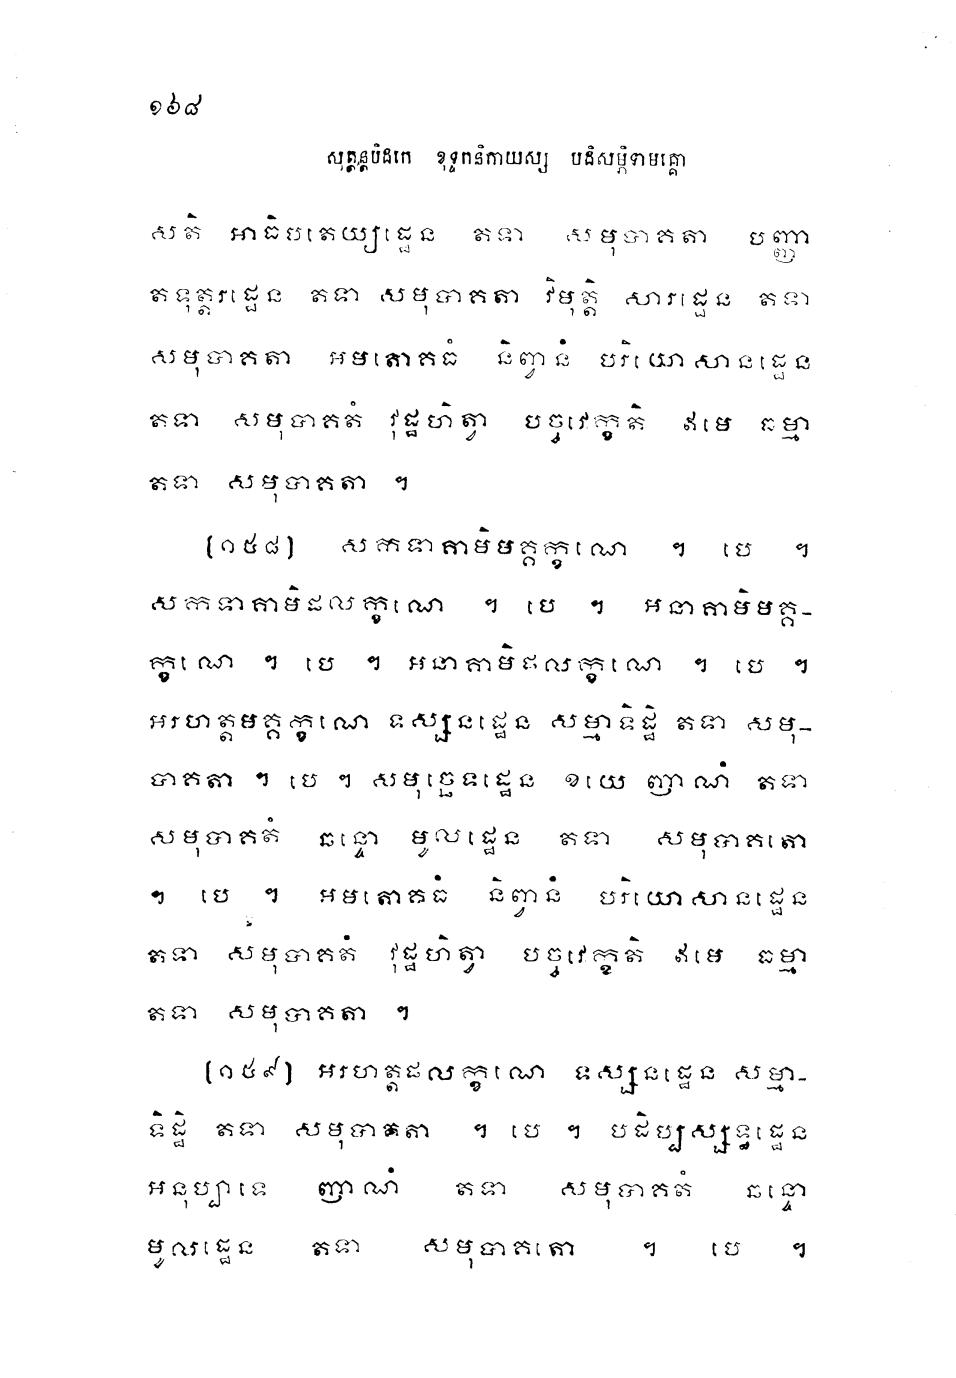 ១៦៨
សុត្តន្តបិដកេ ខុទ្ទកនិកាយស្ស បដិសម្ភិទាមគ្គោ
សតិ អាធិបតេយ្យដ្ឋេន តទា សមុទាគតា បញ្ញា
តទុត្តរដ្ឋេន តទា សមុទាគតា វិមុត្តិ សារដ្ឋេន តទា
សមុទាគតា អមតោគធំ និព្វានំ បរិយោសានដ្ឋេន
តទា សមុទាគតំ វុដ្ឋហិត្វា បច្ចវេក្ខតិ ឥមេ ធម្មា
តទា សមុទាគតា ។
(១៥៨) សកទាគាមិមគ្គក្ខណេ ។ បេ ។
សកទាគាមិផលក្ខណេ ។ បេ ។ អនាគាមិមគ្គ-
ក្ខណេ ។ បេ ។ អនាគាមិផលក្ខណេ ។ បេ ។
អរហត្តមគ្គក្ខណេ ទស្សនដ្ឋេន សម្មាទិដ្ឋិ តទា សមុ-
ទាគតា ។ បេ ។ សមុច្ឆេទដ្ឋេន ខយេ ញាណំ តទា
សមុទាគតំ ឆន្ទោ មូលដ្ឋេន តទា សមុទាគតោ
។ បេ ។ អមតោគធំ និព្វានំ បរិយោសានដ្ឋេន
តទា សមុទាគតំ វុដ្ឋហិត្វា បច្ចវេក្ខតិ ឥមេ ធម្មា
តទា សមុទាគតា ។
(១៥៩) អរហត្តផលក្ខណេ ទស្សនដ្ឋេន សម្មា-
ទិដ្ឋិ តទា សមុទាគតា ។ បេ ។ បដិប្បស្សទ្ធដ្ឋេន
អនុប្បាទេ ញាណំ តទា សមុទាគតំ ឆន្ទោ
មូលដ្ឋេន តទា សមុទាគតោ ។ បេ ។